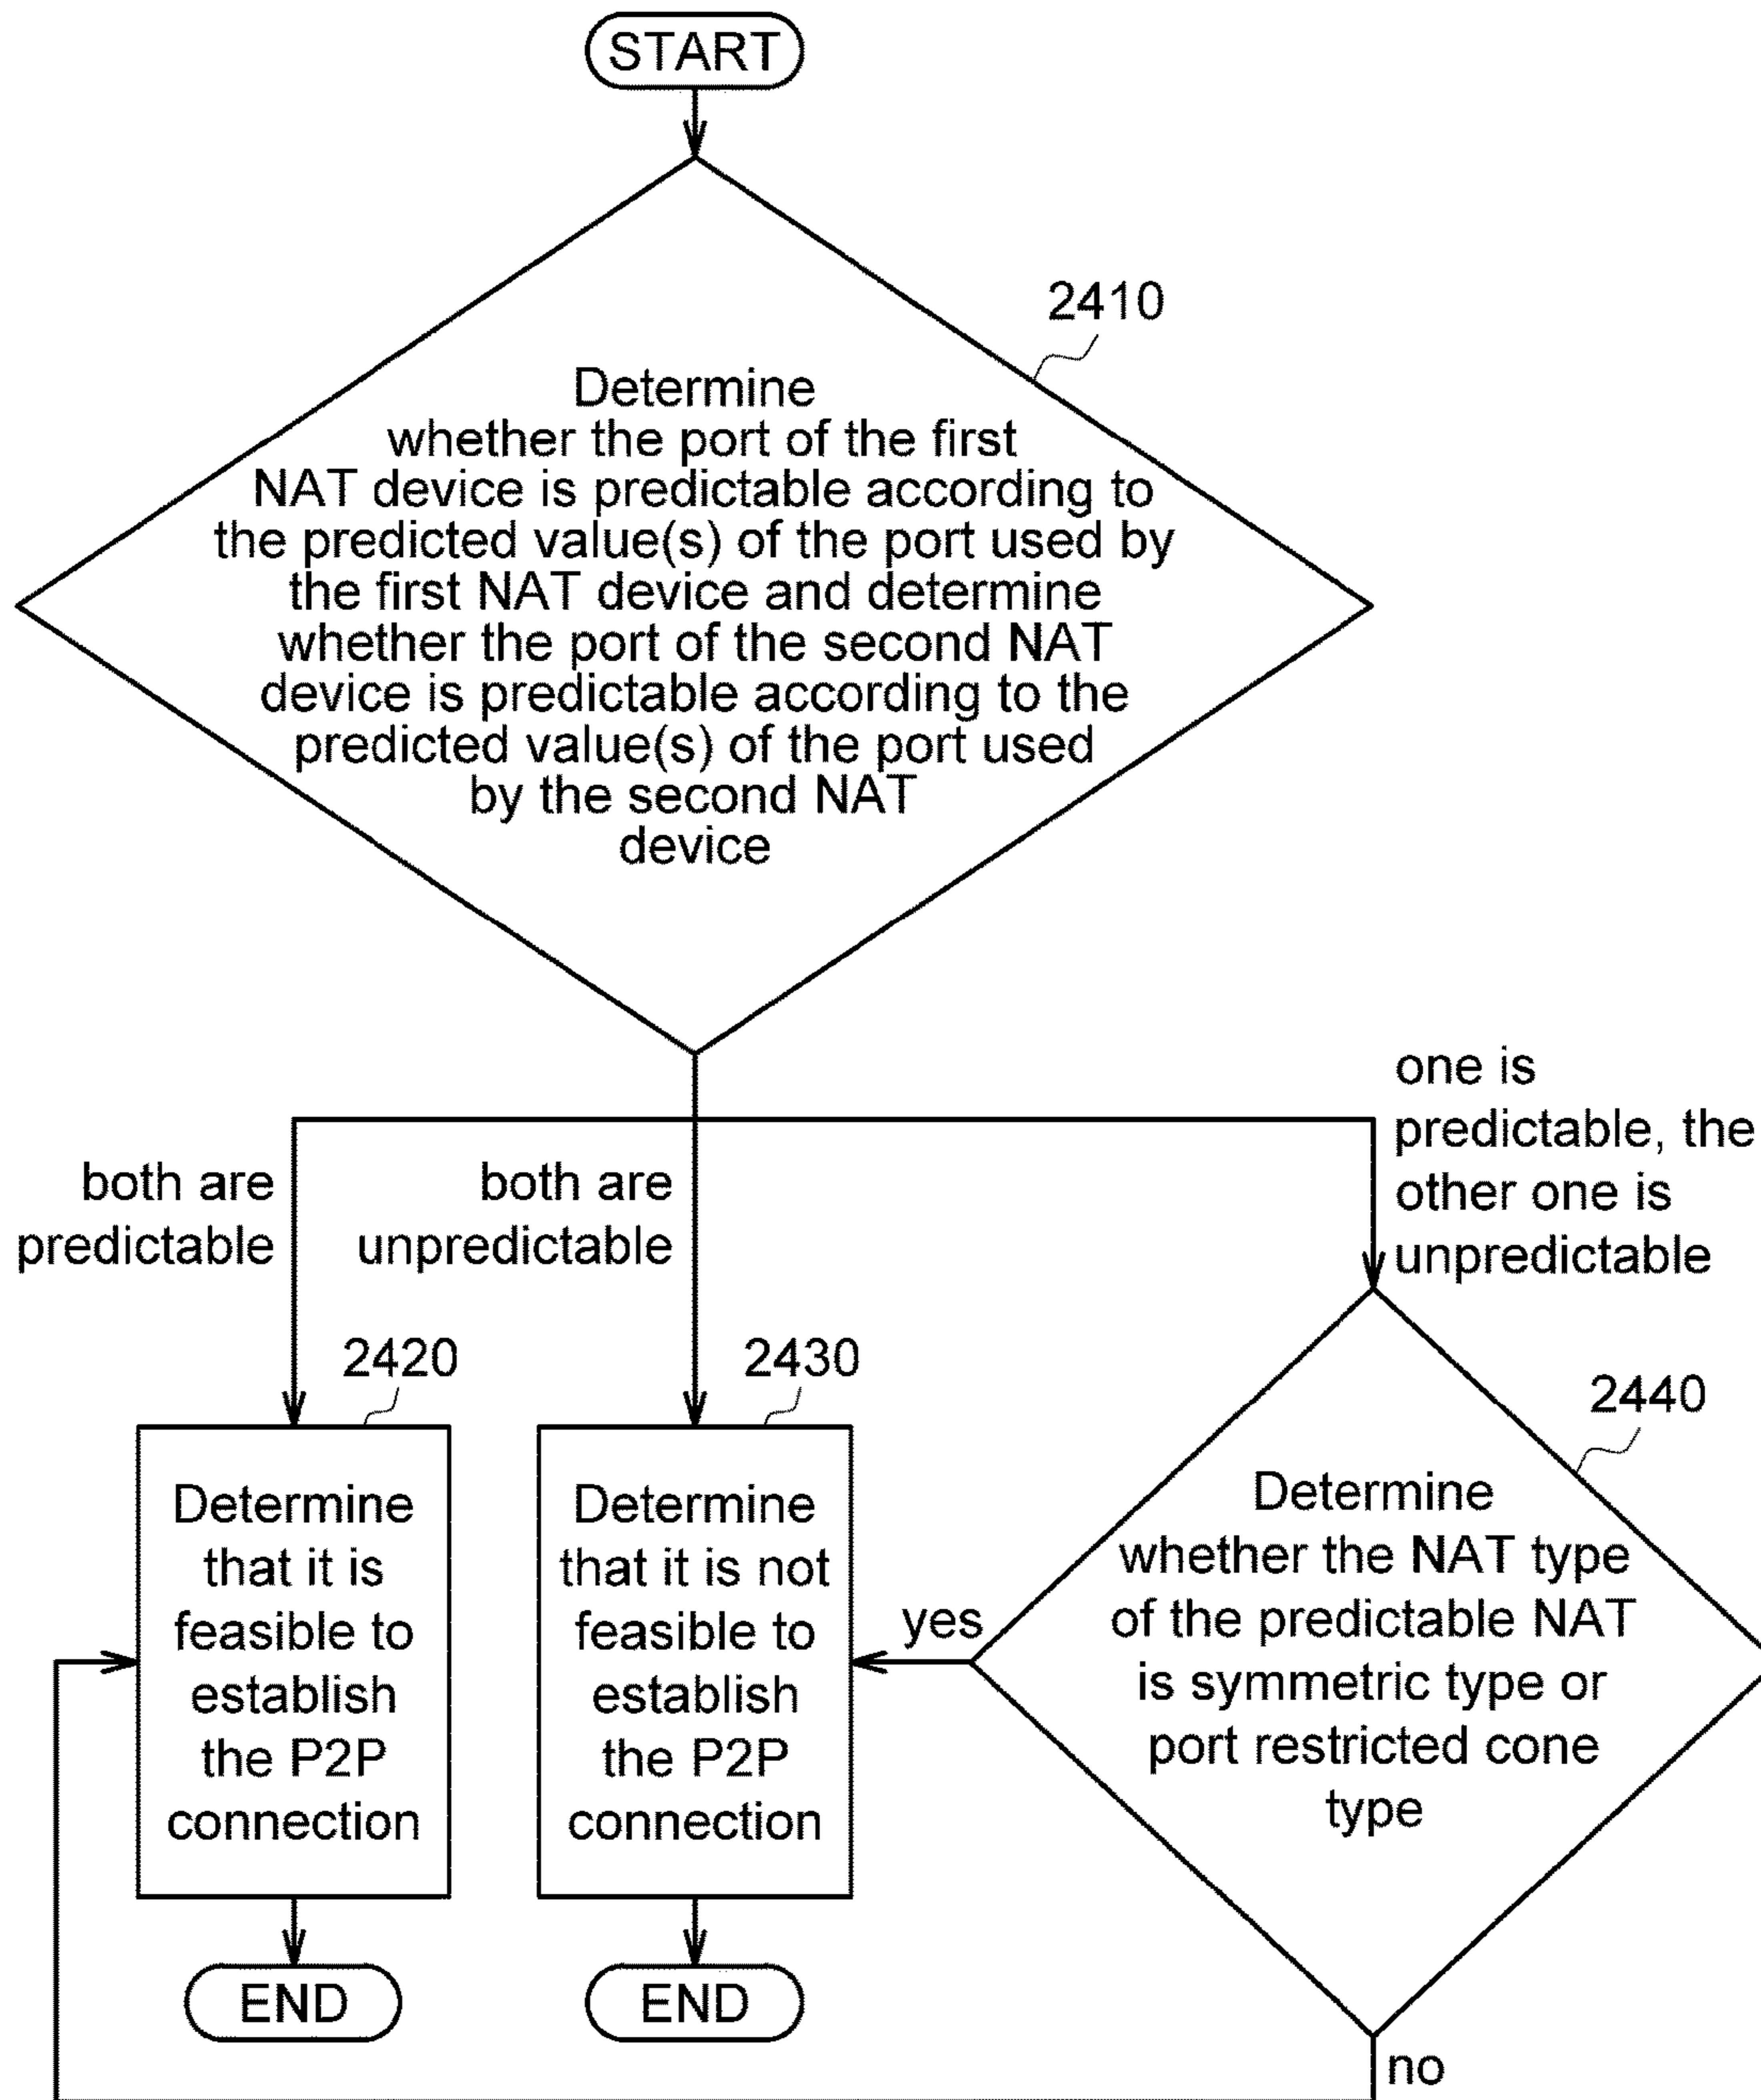 START
2410
Determine
whether the port of the first
NAT device is predictable according to
the predicted value(s) of the port used by
the first NAT device and determine
whether the port of the second NAT
device is predictable according to the
predicted value(s) of the port used
by the second NAT
device
both are
predictable
both are
unpredictable
one is
predictable, the
other one is
unpredictable
2420
Determine
that it is
feasible to
establish
the P2P
connection
2430
Determine
that it is not
feasible to
establish
the P2P
connection
yes
2440
Determine
whether the NAT type
of the predictable NAT
is symmetric type or
port restricted cone
type
END
END
no